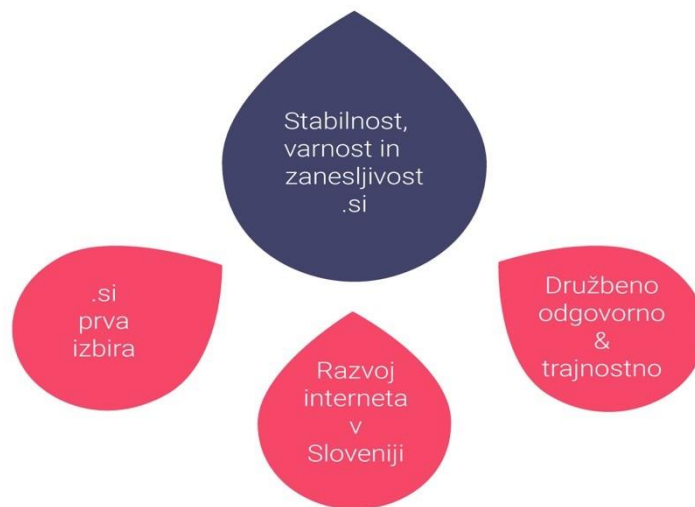 Stabilnost,
varnost in
zanesljivost
.si
.si
prva
izbira
Razvoj
interneta
v
Sloveniji
Družbeno
odgovorno
&
trajnostno